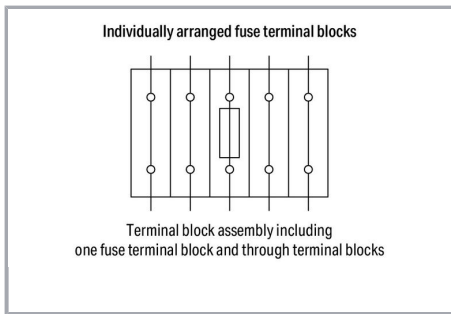 Individually arranged fuse terminal blocks
Terminal block assembly including
one fuse terminal block and through terminal blocks